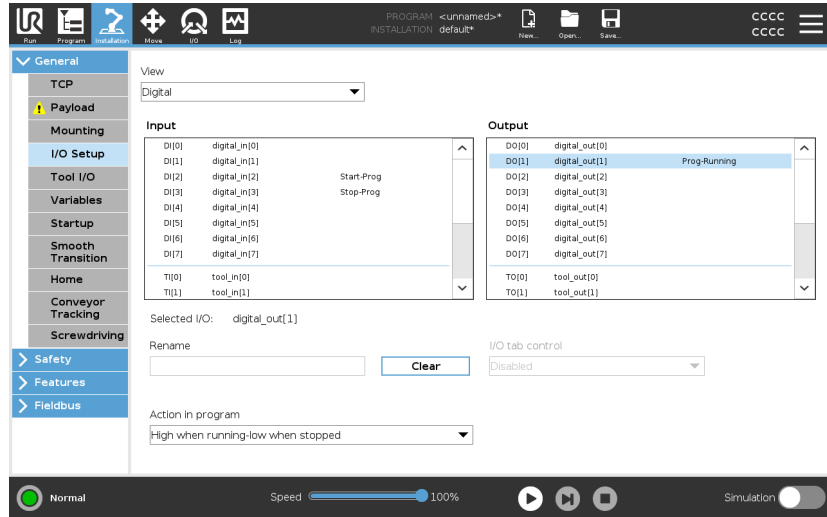 UR
Run
Program
Installation
Move
I/O
Log
PROGRAM <unnamed>*
INSTALLATION default*
New...
Open...
Save...
cccc
cccc
General
TCP
Payload
Mounting
I/O Setup
Tool I/O
Variables
Startup
Smooth
Transition
Home
Conveyor
Tracking
Screwdriving
Safety
Features
Fieldbus
View
Digital
Input
DI[0] digital_in[0]
DI[1] digital_in[1]
DI[2] digital_in[2] Start-Prog
DI[3] digital_in[3] Stop-Prog
DI[4] digital_in[4]
DI[5] digital_in[5]
DI[6] digital_in[6]
DI[7] digital_in[7]
TI[0] tool_in[0]
TI[1] tool_in[1]
Output
DO[0] digital_out[0]
DO[1] digital_out[1] Prog-Running
DO[2] digital_out[2]
DO[3] digital_out[3]
DO[4] digital_out[4]
DO[5] digital_out[5]
DO[6] digital_out[6]
DO[7] digital_out[7]
TO[0] tool_out[0]
TO[1] tool_out[1]
Selected I/O: digital_out[1]
Rename
Clear
I/O tab control
Disabled
Action in program
High when running-low when stopped
Normal
Speed 100%
Simulation